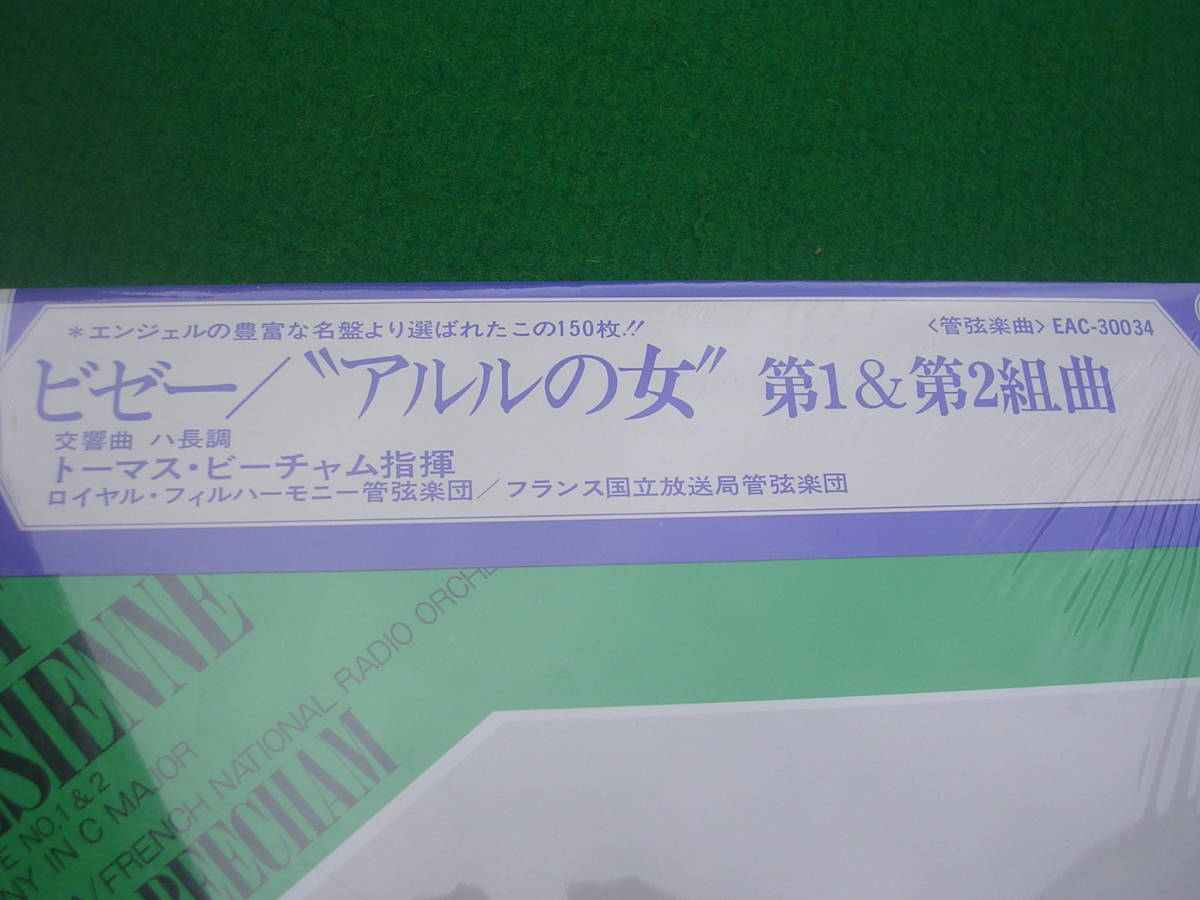 *エンジェルの豊富な名盤より選ばれたこの150枚!!
〈管弦楽曲〉EAC-30034
ビゼー/〝アルルの女〟 第1&第2組曲
交響曲 ハ長調
トーマス・ビーチャム指揮
ロイヤル・フィルハーモニー管弦楽団/フランス国立放送局管弦楽団
SIENNE
NO.1 & 2
IN C MAJOR
/FRENCH NATIONAL RADIO
BEECHAM